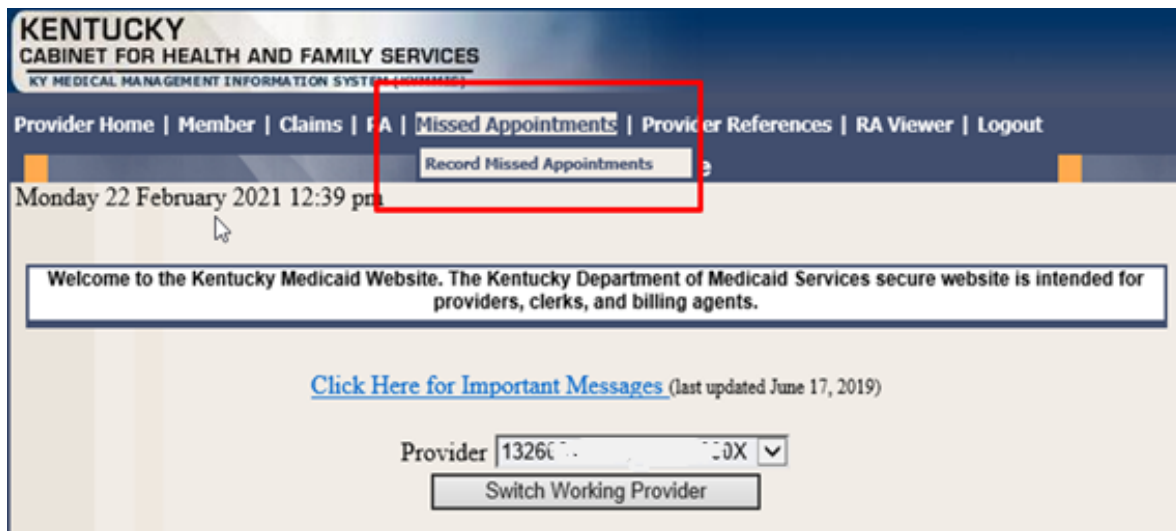 KENTUCKY
CABINET FOR HEALTH AND FAMILY SERVICES
KY MEDICAL MANAGEMENT INFORMATION SYSTEM (KYMMIS)
Provider Home | Member | Claims | PA | Missed Appointments | Provider References | RA Viewer | Logout
Record Missed Appointments
e
Monday 22 February 2021 12:39 pm
Welcome to the Kentucky Medicaid Website. The Kentucky Department of Medicaid Services secure website is intended for
providers, clerks, and billing agents.
Click Here for Important Messages (last updated June 17, 2019)
Provider
Switch Working Provider